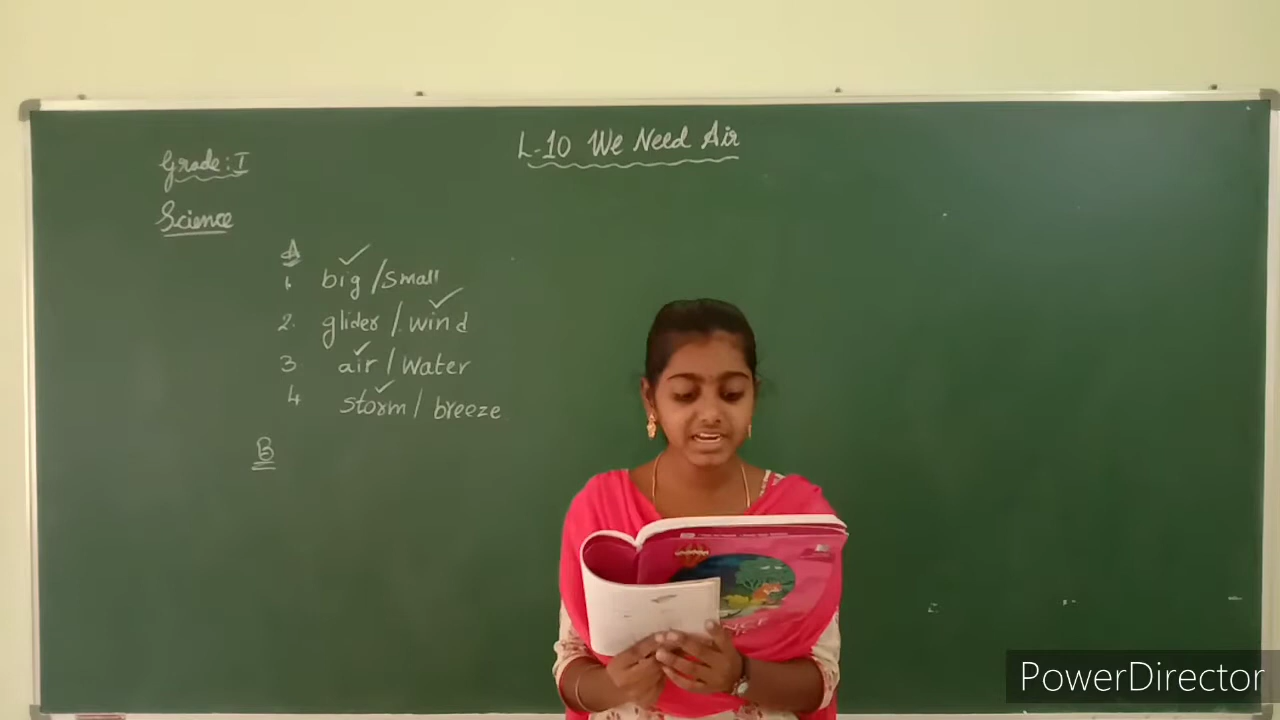 L-10 We Need Air
Grade: I
Science
A
1. big / Small
2. glider / wind
3 air / Water
4 storm / breeze
B
PowerDirector